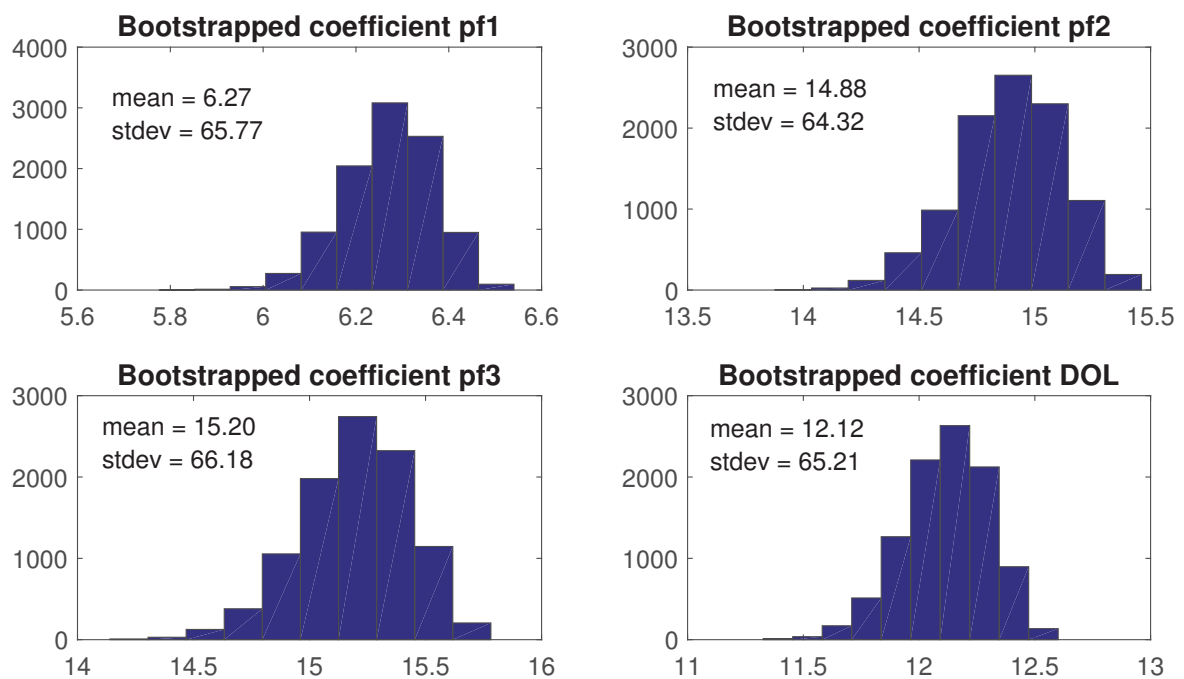 Bootstrapped coefficient pf1
4000
3000
2000
1000
0
mean = 6.27
stdev = 65.77
5.6 5.8 6 6.2 6.4 6.6
Bootstrapped coefficient pf2
3000
2000
1000
0
mean = 14.88
stdev = 64.32
13.5 14 14.5 15 15.5
Bootstrapped coefficient pf3
3000
2000
1000
0
mean = 15.20
stdev = 66.18
14 14.5 15 15.5 16
Bootstrapped coefficient DOL
3000
2000
1000
0
mean = 12.12
stdev = 65.21
11 11.5 12 12.5 13